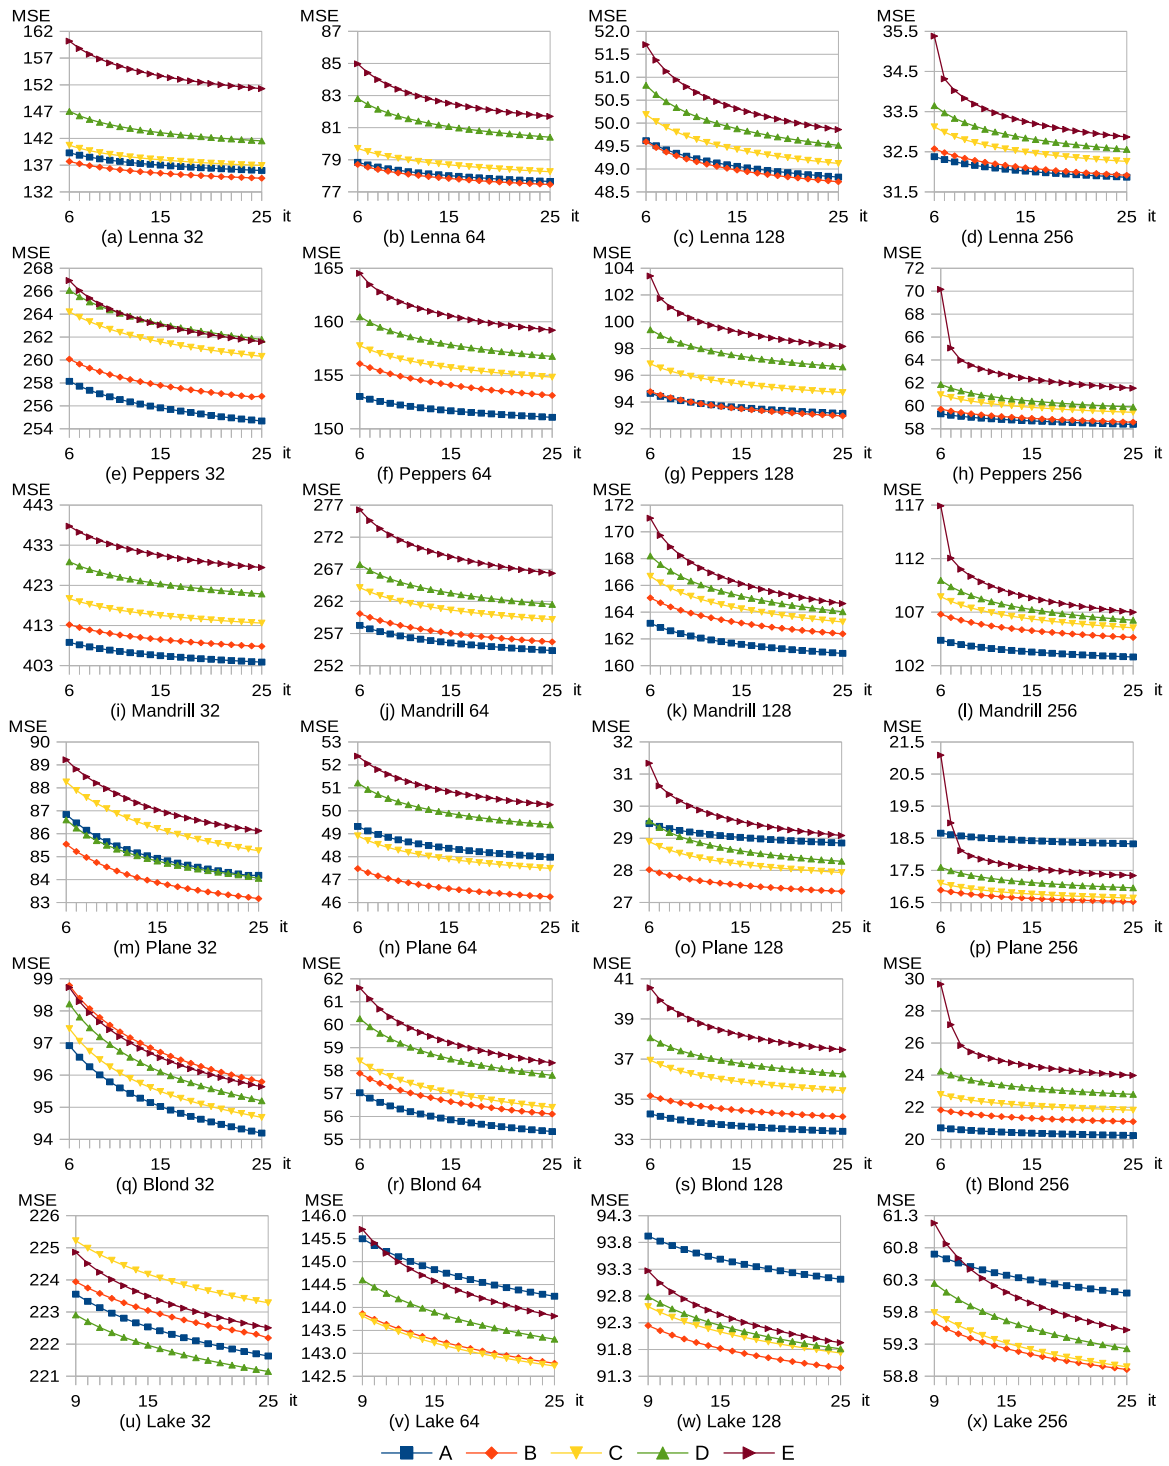 MSE MSE MSE MSE
162 87 52.0 35.5
157 85 51.5 34.5
152 83 51.0 33.5
147 81 50.5 32.5
142 79 50.0 31.5
137 77 49.5
132 49.0
48.5
6 15 25 it 6 15 25 it 6 15 25 it 6 15 25 it
(a) Lenna 32 (b) Lenna 64 (c) Lenna 128 (d) Lenna 256
MSE MSE MSE MSE
268 165 104 72
266 160 102 70
264 155 100 68
262 150 98 66
260 96 64
258 94 62
256 92 60
254 58
6 15 25 it 6 15 25 it 6 15 25 it 6 15 25 it
(e) Peppers 32 (f) Peppers 64 (g) Peppers 128 (h) Peppers 256
MSE MSE MSE MSE
443 277 172 117
433 272 170 112
423 267 168 107
413 262 166 102
403 257 164
252 162
160
6 15 25 it 6 15 25 it 6 15 25 it 6 15 25 it
(i) Mandrill 32 (j) Mandrill 64 (k) Mandrill 128 (l) Mandrill 256
MSE MSE MSE MSE
90 53 32 21.5
89 52 31 20.5
88 51 30 19.5
87 50 29 18.5
86 49 28 17.5
85 48 27 16.5
84 47
83 46
6 15 25 it 6 15 25 it 6 15 25 it 6 15 25 it
(m) Plane 32 (n) Plane 64 (o) Plane 128 (p) Plane 256
MSE MSE MSE MSE
99 62 41 30
98 61 39 28
97 60 37 26
96 59 35 24
95 58 33 22
94 57 20
56
55
6 15 25 it 6 15 25 it 6 15 25 it 6 15 25 it
(q) Blond 32 (r) Blond 64 (s) Blond 128 (t) Blond 256
MSE MSE MSE MSE
226 146.0 94.3 61.3
225 145.5 93.8 60.8
224 145.0 93.3 60.3
223 144.5 92.8 59.8
222 144.0 92.3 59.3
221 143.5 91.8 58.8
143.0 91.3
142.5
9 15 25 it 9 15 25 it 9 15 25 it 9 15 25 it
(u) Lake 32 (v) Lake 64 (w) Lake 128 (x) Lake 256
A B C D E